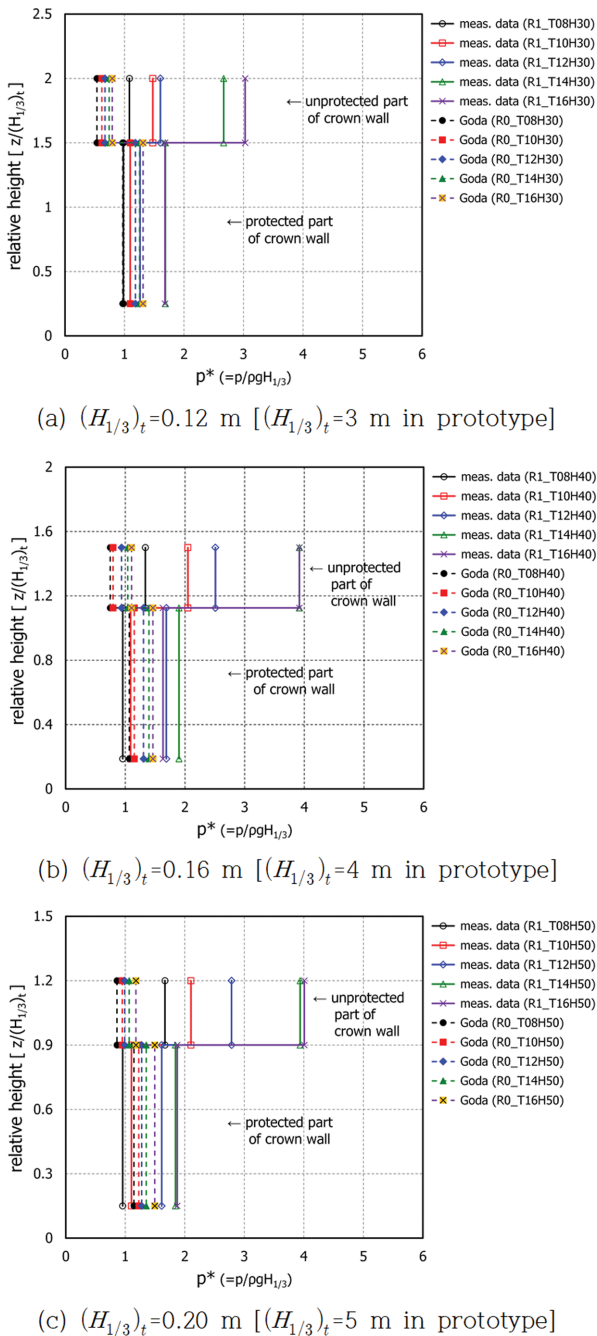 2.5
2
1.5
1
0.5
0
0
1
2
3
4
5
6
relative height [ z/(H1/3)t]
p* (=p/ρgH1/3)
← unprotected part
of crown wall
← protected part
of crown wall
meas. data (R1_T08H30)
meas. data (R1_T10H30)
meas. data (R1_T12H30)
meas. data (R1_T14H30)
meas. data (R1_T16H30)
Goda (R0_T08H30)
Goda (R0_T10H30)
Goda (R0_T12H30)
Goda (R0_T14H30)
Goda (R0_T16H30)
(a) (H1/3)t=0.12 m [(H1/3)t=3 m in prototype]
2
1.6
1.2
0.8
0.4
0
0
1
2
3
4
5
6
relative height [ z/(H1/3)t]
p* (=p/ρgH1/3)
← unprotected
part of
crown wall
← protected part
of crown wall
meas. data (R1_T08H40)
meas. data (R1_T10H40)
meas. data (R1_T12H40)
meas. data (R1_T14H40)
meas. data (R1_T16H40)
Goda (R0_T08H40)
Goda (R0_T10H40)
Goda (R0_T12H40)
Goda (R0_T14H40)
Goda (R0_T16H40)
(b) (H1/3)t=0.16 m [(H1/3)t=4 m in prototype]
1.5
1.2
0.9
0.6
0.3
0
0
1
2
3
4
5
6
relative height [ z/(H1/3)t]
p* (=p/ρgH1/3)
← unprotected
part of
crown wall
← protected part
of crown wall
meas. data (R1_T08H50)
meas. data (R1_T10H50)
meas. data (R1_T12H50)
meas. data (R1_T14H50)
meas. data (R1_T16H50)
Goda (R0_T08H50)
Goda (R0_T10H50)
Goda (R0_T12H50)
Goda (R0_T14H50)
Goda (R0_T16H50)
(c) (H1/3)t=0.20 m [(H1/3)t=5 m in prototype]